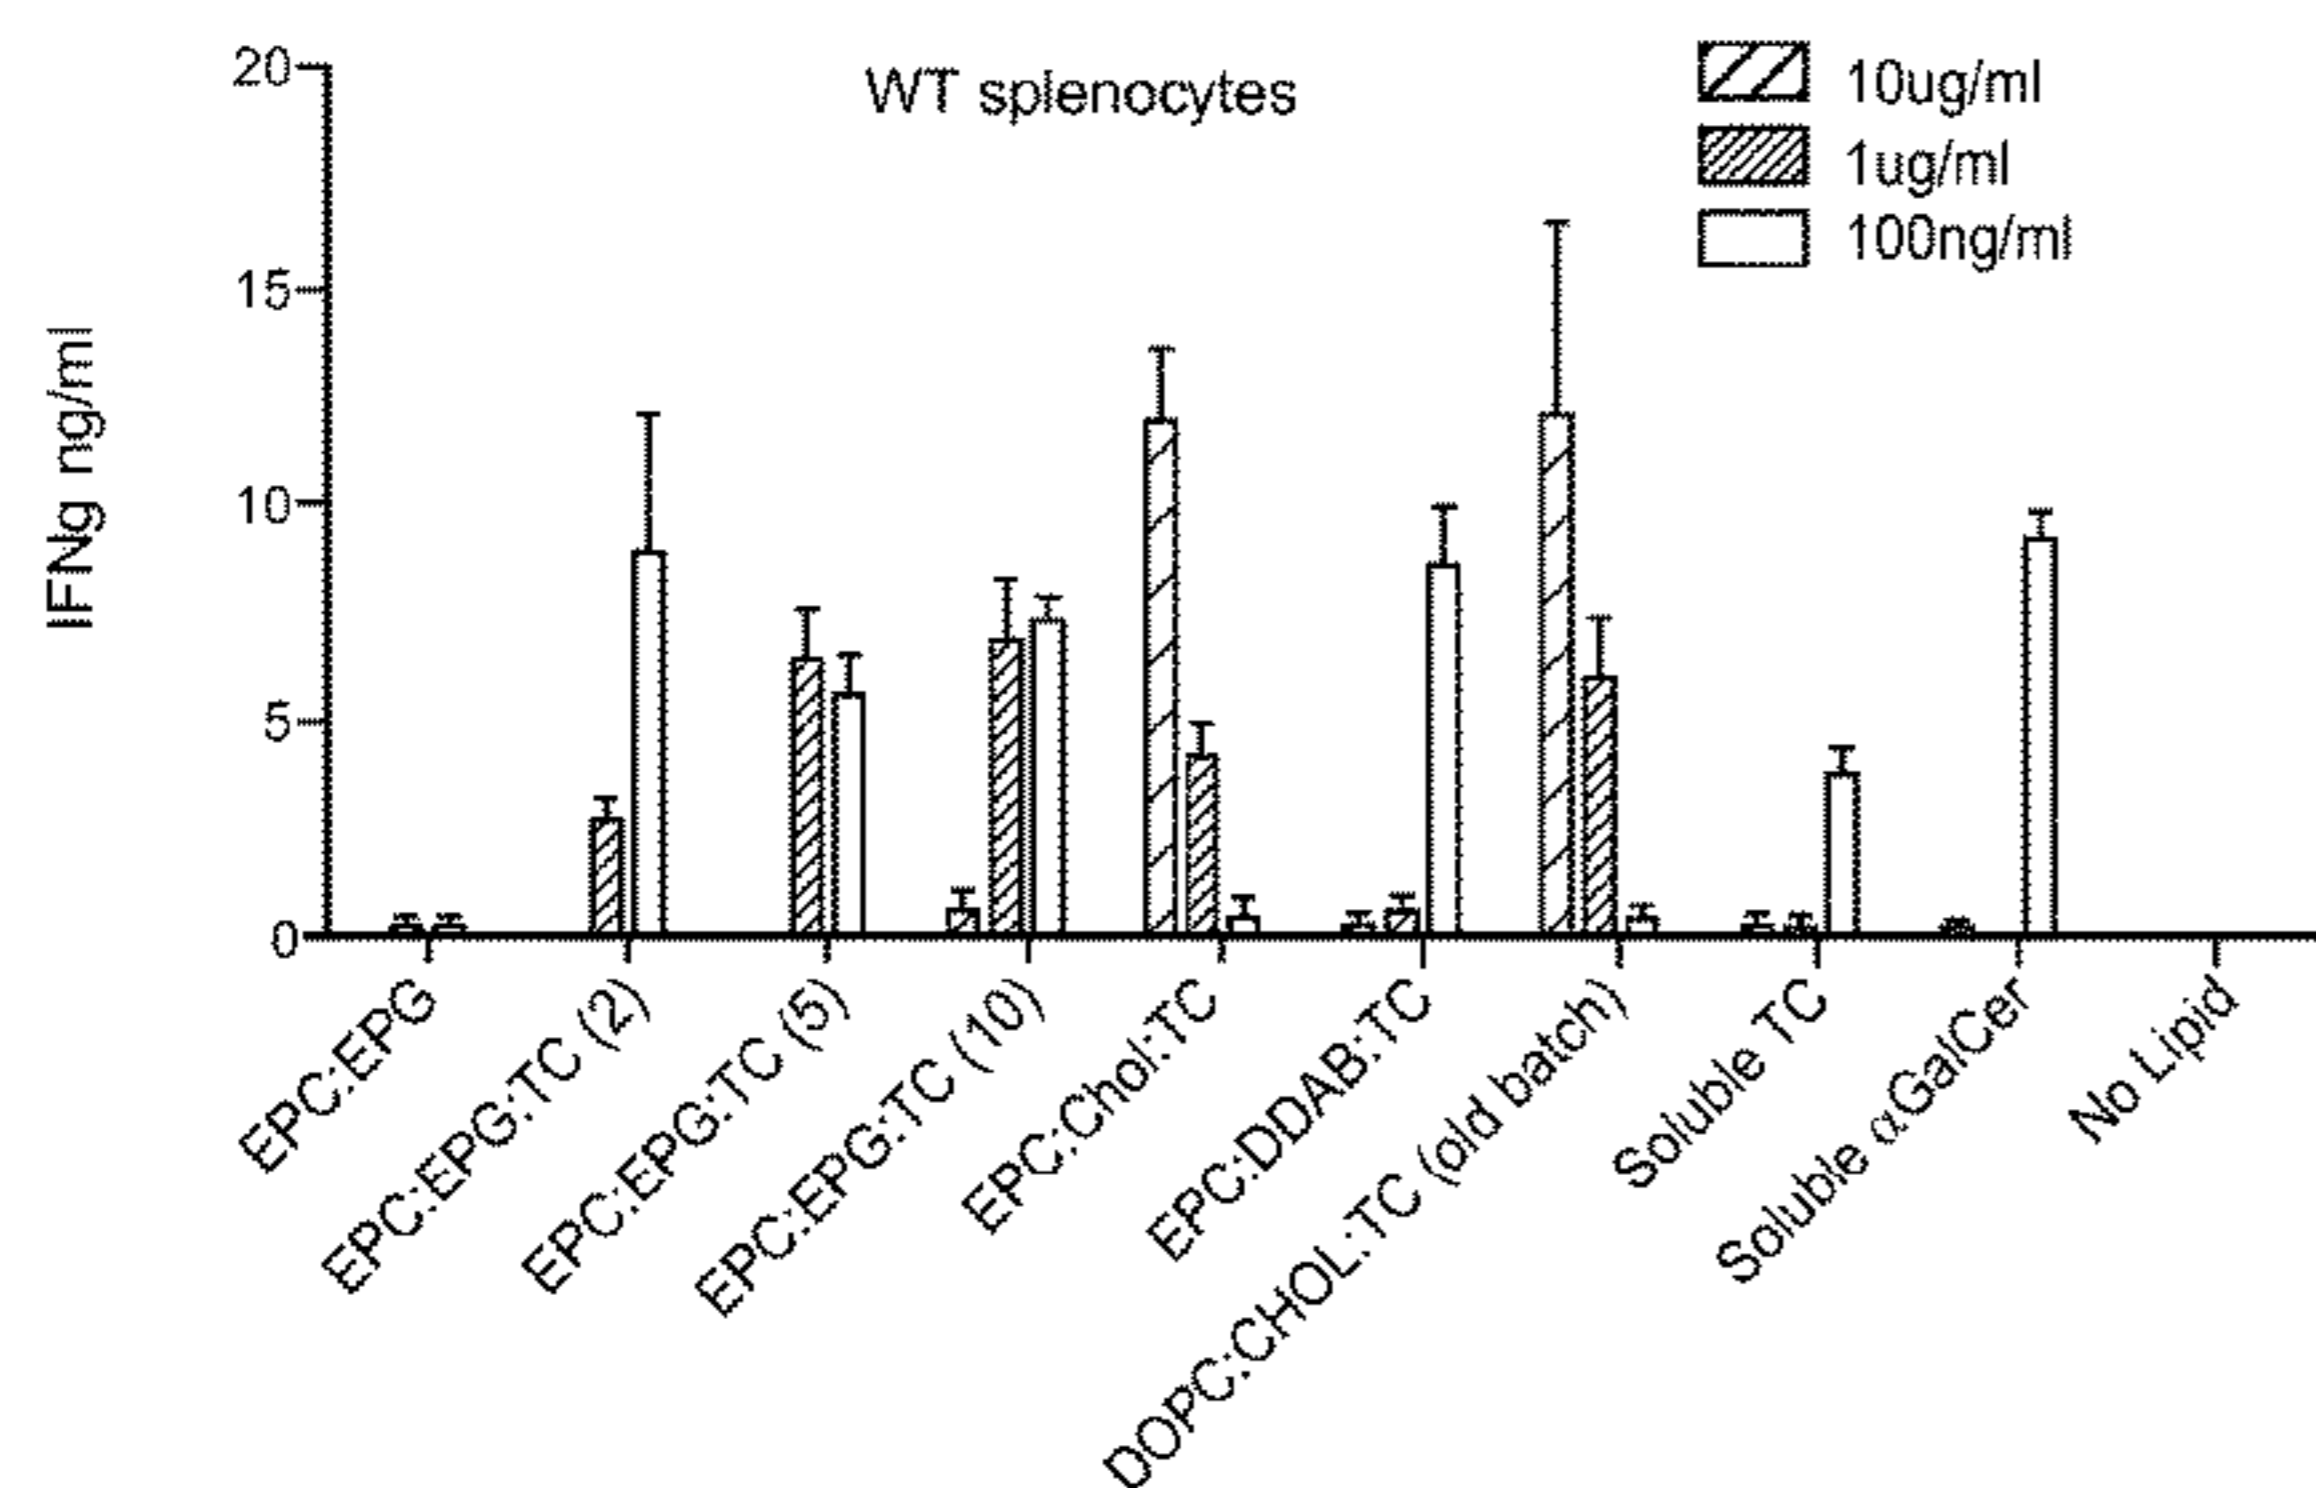 WT splenocytes
10ug/ml
1ug/ml
100ng/ml
IFNg ng/ml
20
15
10
5
0
EPC:EPG
EPC:EPG:TC (2)
EPC:EPG:TC (5)
EPC:EPG:TC (10)
EPC:Chol:TC
EPC:DDAB:TC
DOPC:CHOL:TC (old batch)
Soluble TC
Soluble αGalCer
No Lipid